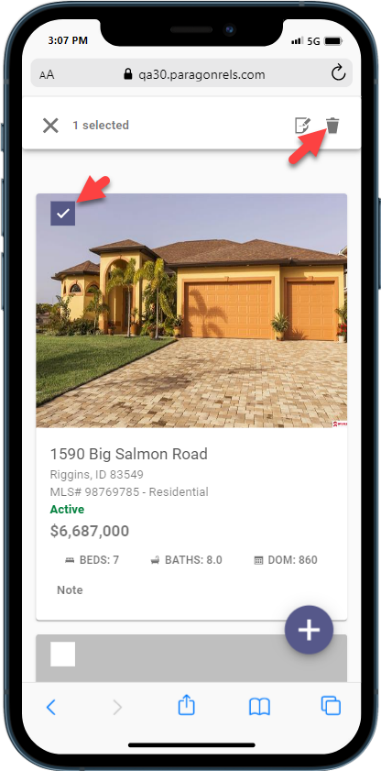 3:07 PM
5G
AA
qa30.paragonrels.com
1 selected
1590 Big Salmon Road
Riggins, ID 83549
MLS# 98769785 - Residential
Active
$6,687,000
BEDS: 7 BATHS: 8.0 DOM: 860
Note